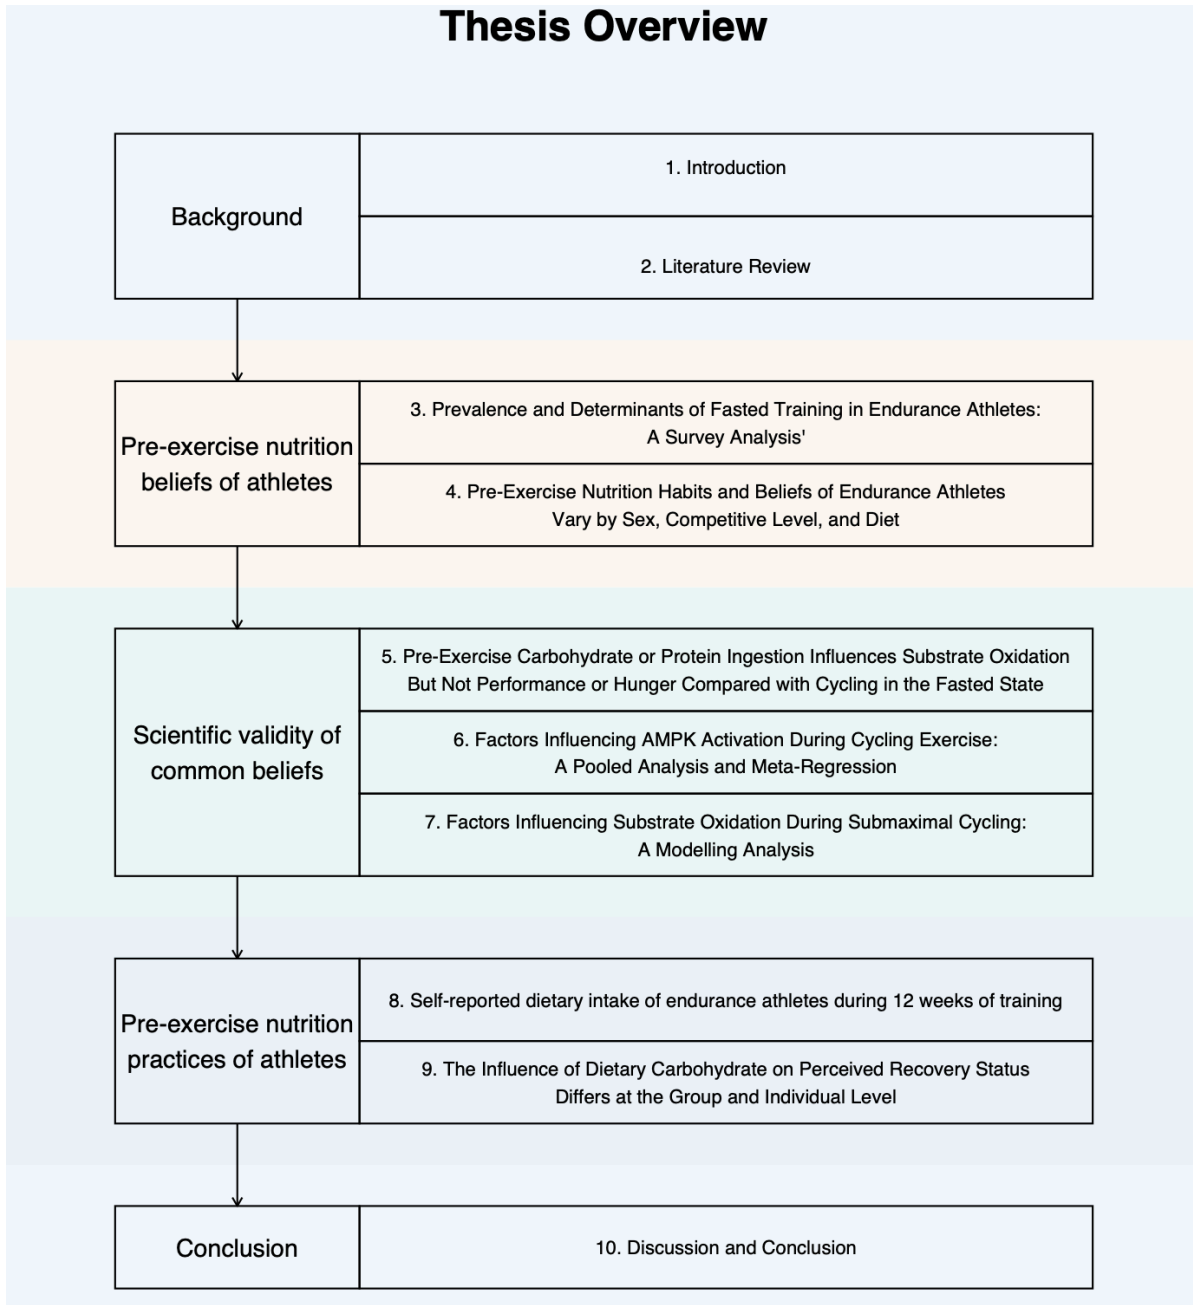 Thesis Overview
Background
1. Introduction
2. Literature Review
Pre-exercise nutrition
beliefs of athletes
3. Prevalence and Determinants of Fasted Training in Endurance Athletes:
A Survey Analysis'
4. Pre-Exercise Nutrition Habits and Beliefs of Endurance Athletes
Vary by Sex, Competitive Level, and Diet
Scientific validity of
common beliefs
5. Pre-Exercise Carbohydrate or Protein Ingestion Influences Substrate Oxidation
But Not Performance or Hunger Compared with Cycling in the Fasted State
6. Factors Influencing AMPK Activation During Cycling Exercise:
A Pooled Analysis and Meta-Regression
7. Factors Influencing Substrate Oxidation During Submaximal Cycling:
A Modelling Analysis
Pre-exercise nutrition
practices of athletes
8. Self-reported dietary intake of endurance athletes during 12 weeks of training
9. The Influence of Dietary Carbohydrate on Perceived Recovery Status
Differs at the Group and Individual Level
Conclusion
10. Discussion and Conclusion